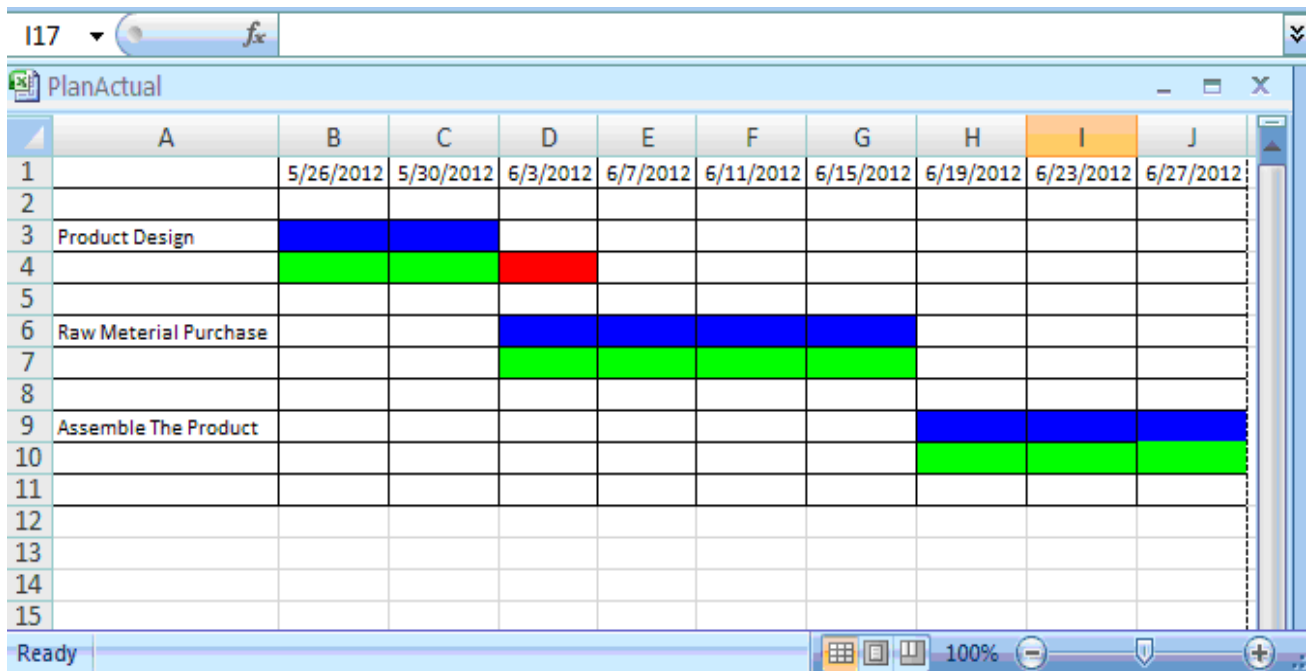 I17 fx
PlanActual
A B C D E F G H I J
1 5/26/2012 5/30/2012 6/3/2012 6/7/2012 6/11/2012 6/15/2012 6/19/2012 6/23/2012 6/27/2012
2
3 Product Design
4
5
6 Raw Meterial Purchase
7
8
9 Assemble The Product
10
11
12
13
14
15
Ready 100%